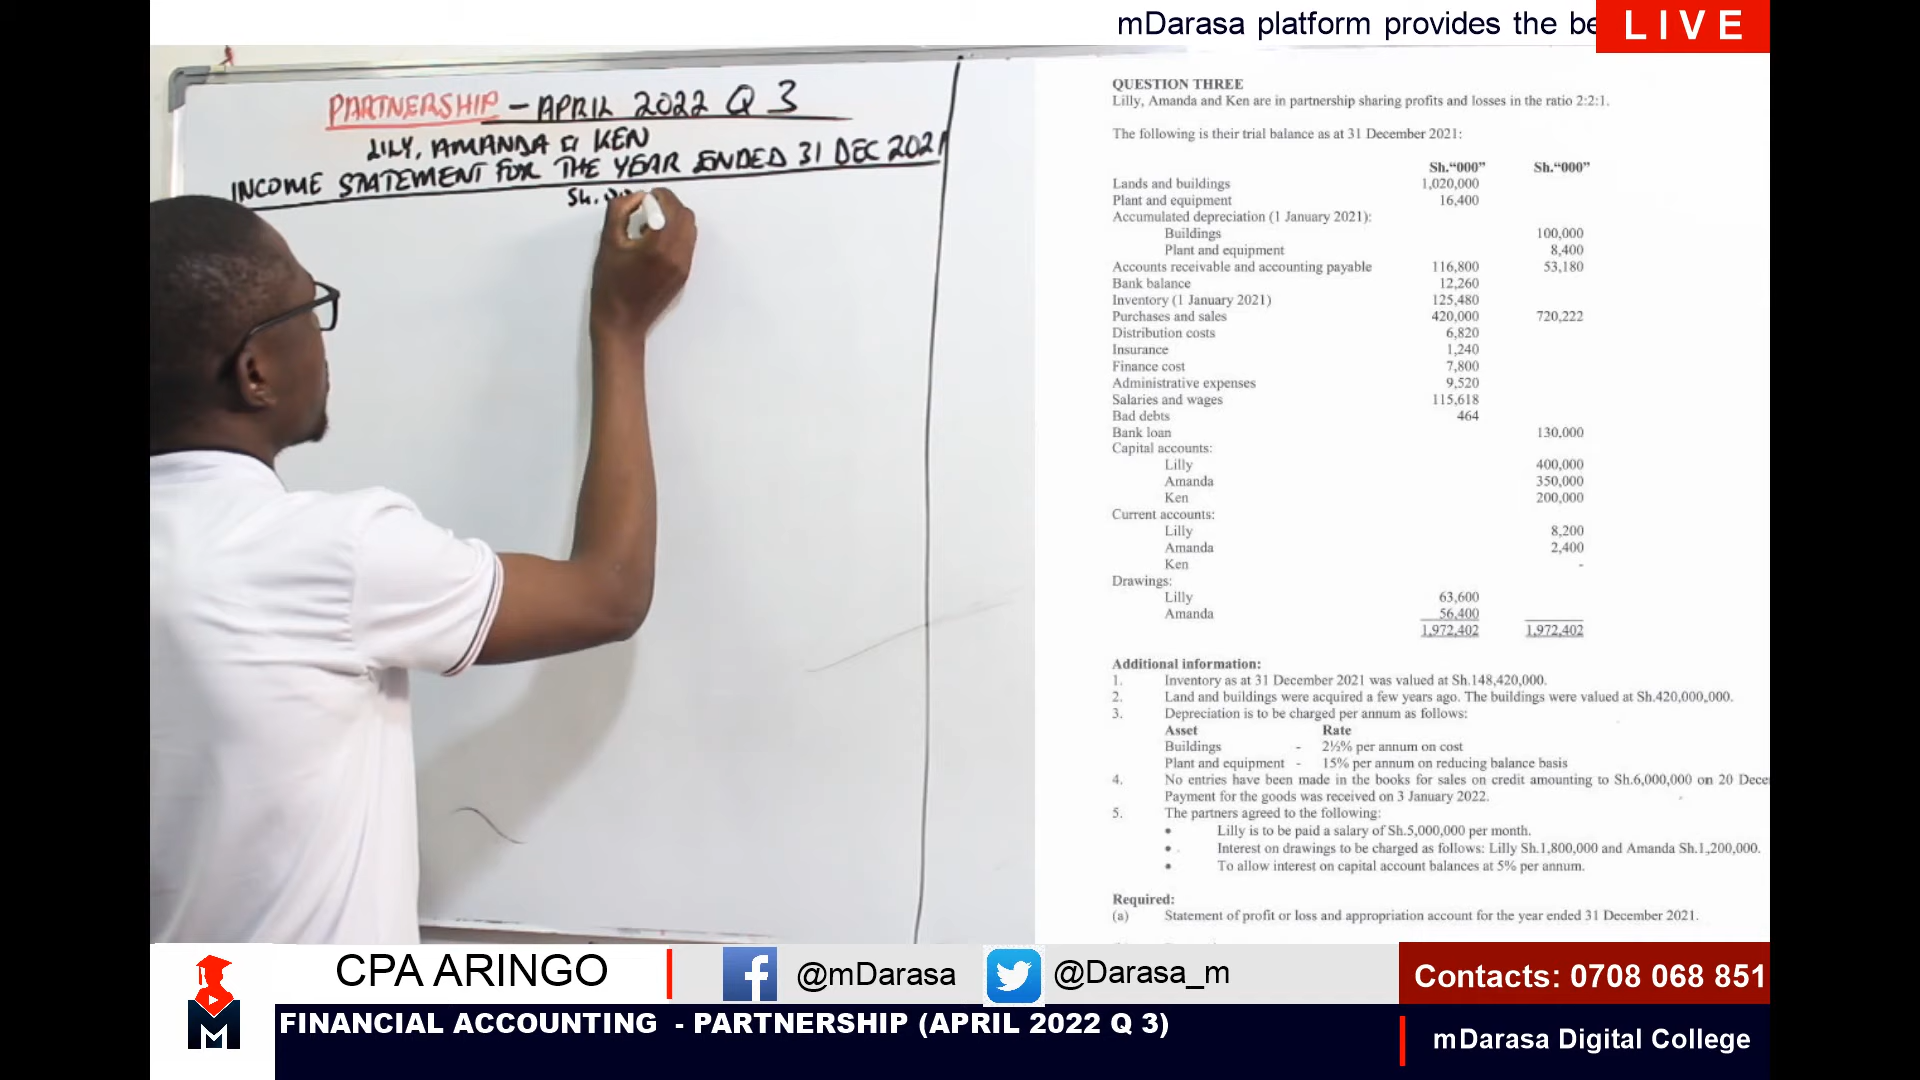 mDarasa platform provides the be
LIVE
PARTNERSHIP - APRIL 2022 Q 3
LILY, AMANDA & KEN
INCOME STATEMENT FOR THE YEAR ENDED 31 DEC 2021
QUESTION THREE
Lilly, Amanda and Ken are in partnership sharing profits and losses in the ratio 2:2:1.
The following is their trial balance as at 31 December 2021:
Sh.“000” Sh.“000”
Lands and buildings 1,020,000
Plant and equipment 16,400
Accumulated depreciation (1 January 2021):
Buildings 100,000
Plant and equipment 8,400
Accounts receivable and accounting payable 116,800 53,180
Bank balance 12,260
Inventory (1 January 2021) 125,480
Purchases and sales 420,000 720,222
Distribution costs 6,820
Insurance 1,240
Finance cost 7,800
Administrative expenses 9,520
Salaries and wages 115,618
Bad debts 464
Bank loan 130,000
Capital accounts:
Lilly 400,000
Amanda 350,000
Ken 200,000
Current accounts:
Lilly 8,200
Amanda 2,400
Ken -
Drawings:
Lilly 63,600
Amanda 56,400
1,972,402 1,972,402
Additional information:
1. Inventory as at 31 December 2021 was valued at Sh.148,420,000.
2. Land and buildings were acquired a few years ago. The buildings were valued at Sh.420,000,000.
3. Depreciation is to be charged per annum as follows:
Asset Rate
Buildings - 2½% per annum on cost
Plant and equipment - 15% per annum on reducing balance basis
4. No entries have been made in the books for sales on credit amounting to Sh.6,000,000 on 20 Dece
Payment for the goods was received on 3 January 2022.
5. The partners agreed to the following:
• Lilly is to be paid a salary of Sh.5,000,000 per month.
• Interest on drawings to be charged as follows: Lilly Sh.1,800,000 and Amanda Sh.1,200,000.
• To allow interest on capital account balances at 5% per annum.
Required:
(a) Statement of profit or loss and appropriation account for the year ended 31 December 2021.
M
CPA ARINGO
@mDarasa
@Darasa_m
Contacts: 0708 068 851
FINANCIAL ACCOUNTING - PARTNERSHIP (APRIL 2022 Q 3)
mDarasa Digital College